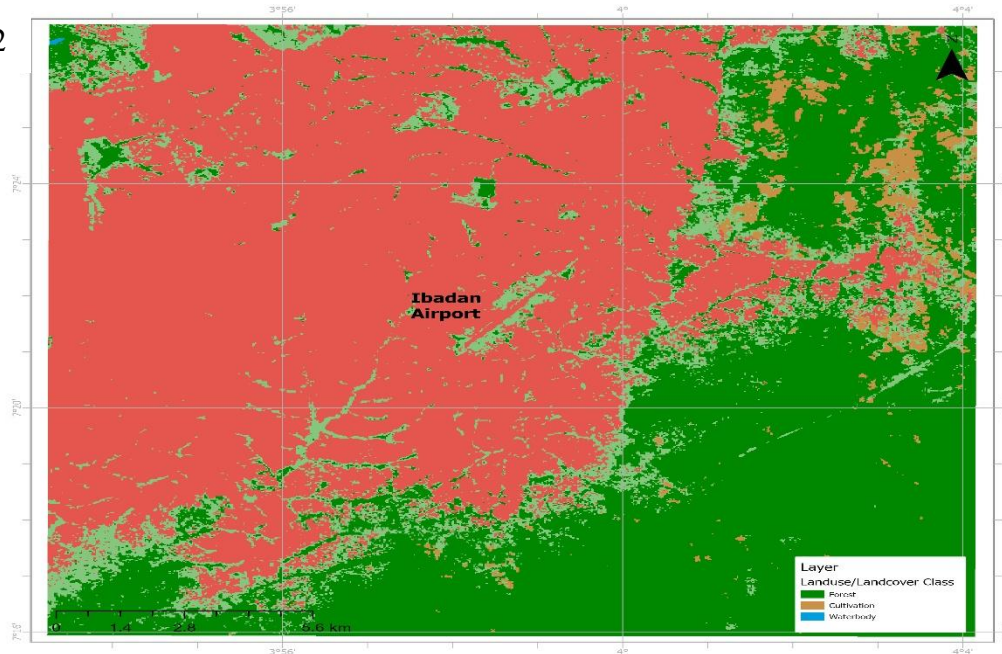 2
3°56' 4° 4°4'
7°24'
Ibadan
Airport
7°20'
Layer
Landuse/Landcover Class
Forest
Cultivation
Waterbody
0 1.4 2.8 5.6 km
7°16'
3°56' 4° 4°4'